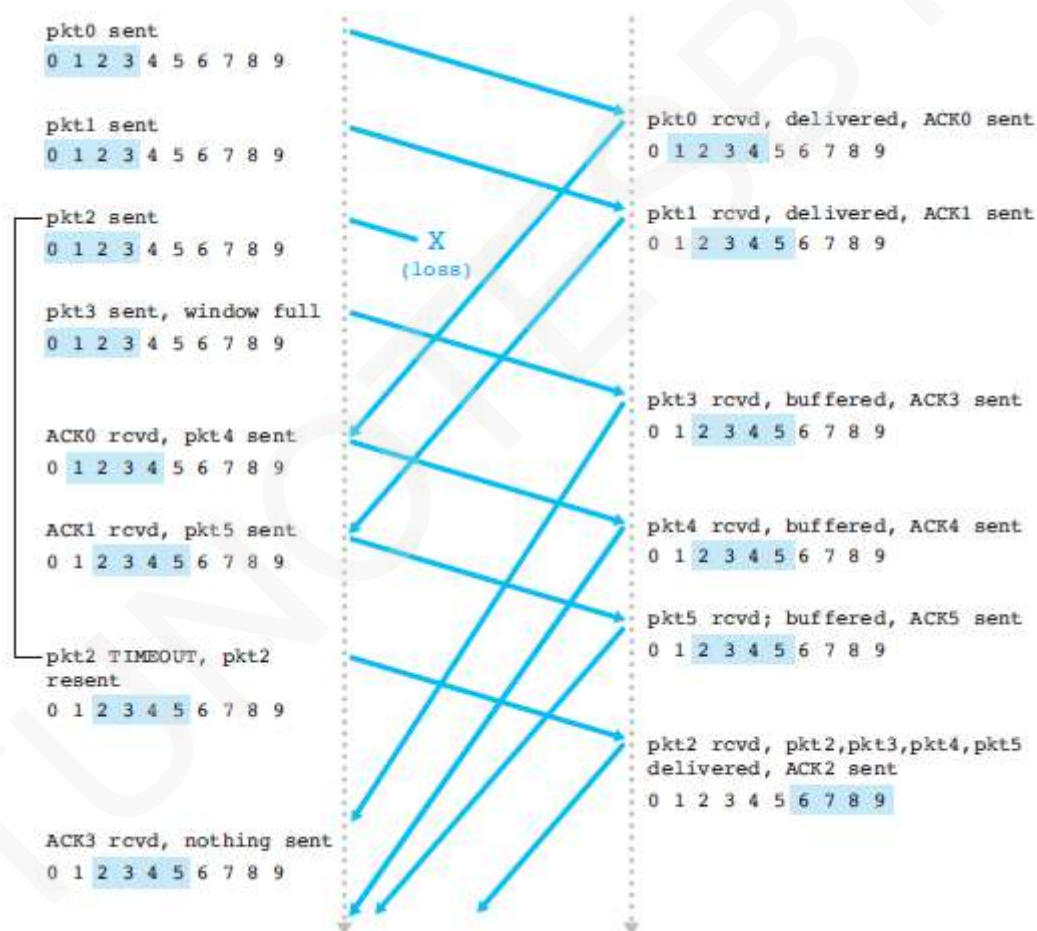 pkt0 sent
0 1 2 3 4 5 6 7 8 9
pkt1 sent
0 1 2 3 4 5 6 7 8 9
pkt2 sent
0 1 2 3 4 5 6 7 8 9
X
(loss)
pkt3 sent, window full
0 1 2 3 4 5 6 7 8 9
ACK0 rcvd, pkt4 sent
0 1 2 3 4 5 6 7 8 9
ACK1 rcvd, pkt5 sent
0 1 2 3 4 5 6 7 8 9
pkt2 TIMEOUT, pkt2
resent
0 1 2 3 4 5 6 7 8 9
ACK3 rcvd, nothing sent
0 1 2 3 4 5 6 7 8 9
pkt0 rcvd, delivered, ACK0 sent
0 1 2 3 4 5 6 7 8 9
pkt1 rcvd, delivered, ACK1 sent
0 1 2 3 4 5 6 7 8 9
pkt3 rcvd, buffered, ACK3 sent
0 1 2 3 4 5 6 7 8 9
pkt4 rcvd, buffered, ACK4 sent
0 1 2 3 4 5 6 7 8 9
pkt5 rcvd; buffered, ACK5 sent
0 1 2 3 4 5 6 7 8 9
pkt2 rcvd, pkt2,pkt3,pkt4,pkt5
delivered, ACK2 sent
0 1 2 3 4 5 6 7 8 9